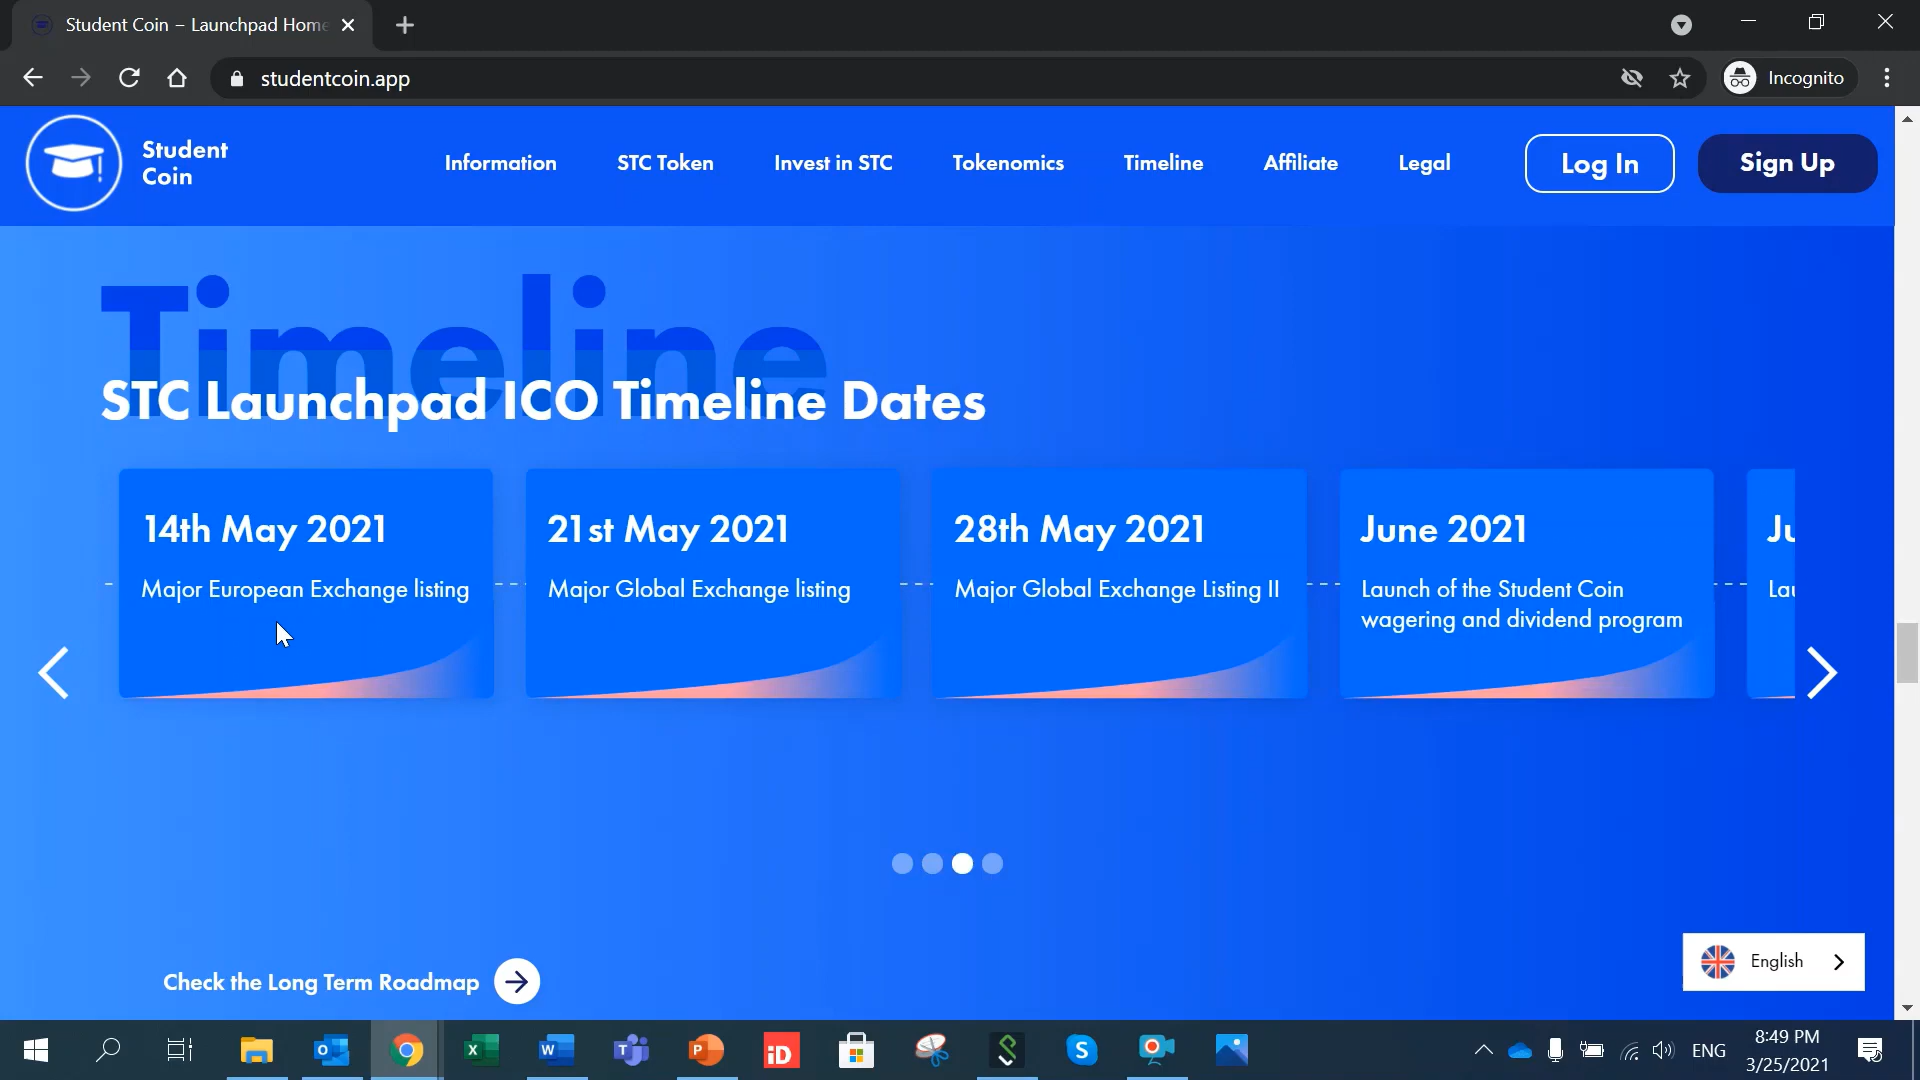 Student Coin – Launchpad Home
studentcoin.app
Incognito
Student
Coin
Information
STC Token
Invest in STC
Tokenomics
Timeline
Affiliate
Legal
Log In
Sign Up
Timeline
STC Launchpad ICO Timeline Dates
14th May 2021
Major European Exchange listing
21st May 2021
Major Global Exchange listing
28th May 2021
Major Global Exchange Listing II
June 2021
Launch of the Student Coin
wagering and dividend program
Check the Long Term Roadmap
English
ENG
8:49 PM
3/25/2021